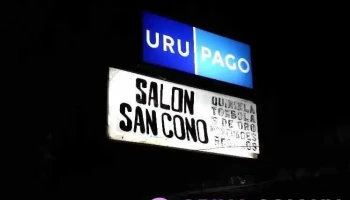 URU PAGO
SALON
SAN CONO
QUINIELA
TOMBOLA
5 DE ORO